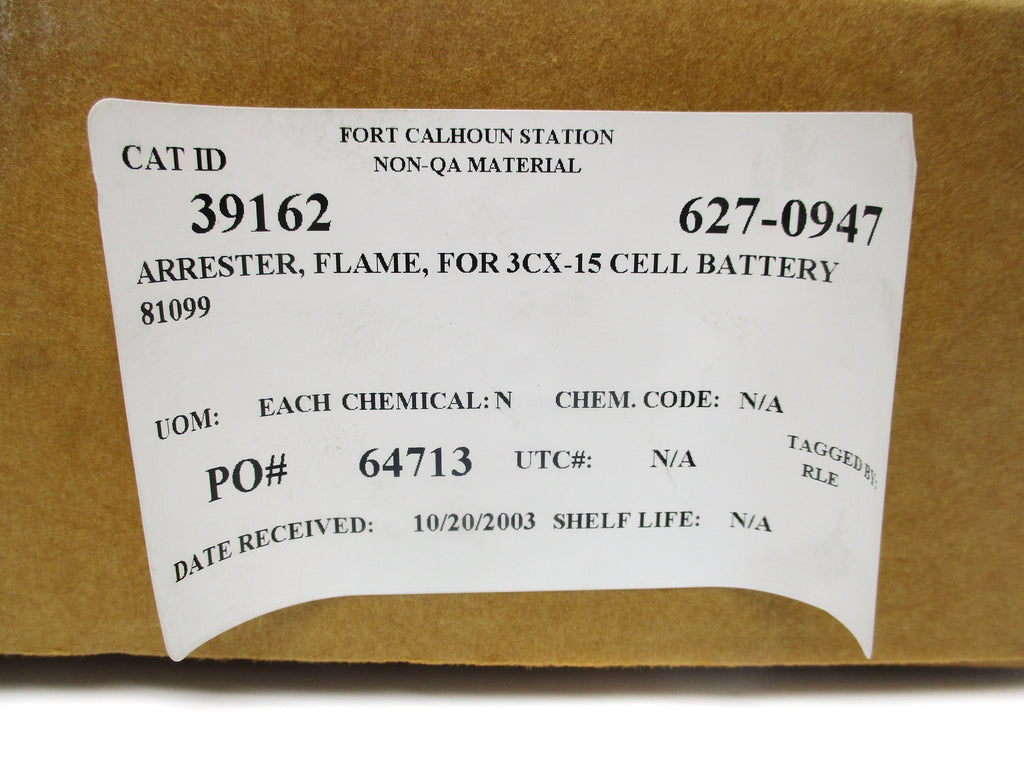 FORT CALHOUN STATION
CAT ID NON-QA MATERIAL
39162 627-0947
ARRESTER, FLAME, FOR 3CX-15 CELL BATTERY
81099
UOM: EACH CHEMICAL: N CHEM. CODE: N/A
PO# 64713 UTC#: N/A TAGGED BY:
RLE
DATE RECEIVED: 10/20/2003 SHELF LIFE: N/A